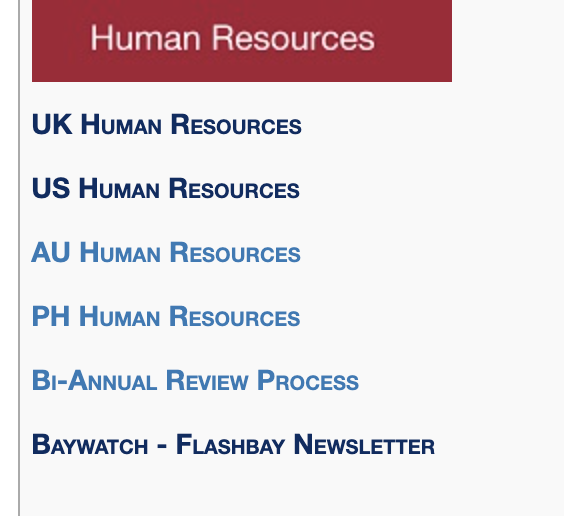 Human Resources
UK Human Resources
US Human Resources
AU Human Resources
PH Human Resources
Bi-Annual Review Process
Baywatch - Flashbay Newsletter